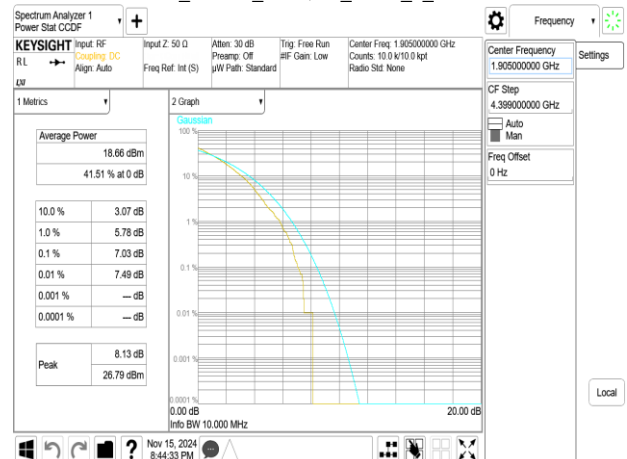 Spectrum Analyzer 1
Power Stat CCDF
+
Frequency
KEYSIGHT
RL
LXI
Input: RF
Coupling: DC
Align: Auto
Input Z: 50 Ω
Freq Ref: Int (S)
Atten: 30 dB
Preamp: Off
µW Path: Standard
Trig: Free Run
#IF Gain: Low
Center Freq: 1.905000000 GHz
Counts: 10.0 k/10.0 kpt
Radio Std: None
Center Frequency
1.905000000 GHz
Settings
CF Step
4.399000000 GHz
Auto
Man
Freq Offset
0 Hz
1 Metrics
Average Power
18.66 dBm
41.51 % at 0 dB
10.0 % 3.07 dB
1.0 % 5.78 dB
0.1 % 7.03 dB
0.01 % 7.49 dB
0.001 % --- dB
0.0001 % --- dB
Peak 8.13 dB
26.79 dBm
2 Graph
Gaussian
100 %
10 %
1 %
0.1 %
0.01 %
0.001 %
0.0001 %
0.00 dB 20.00 dB
Info BW 10.000 MHz
Local
?
Nov 15, 2024
8:44:33 PM